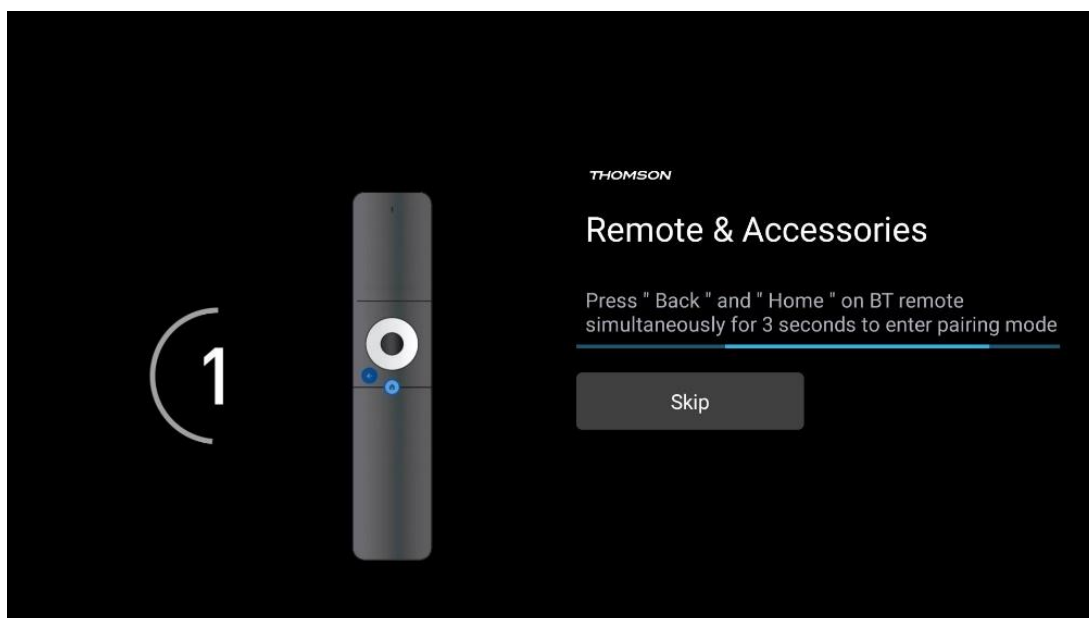 THOMSON
Remote & Accessories
Press " Back " and " Home " on BT remote
simultaneously for 3 seconds to enter pairing mode
1
Skip